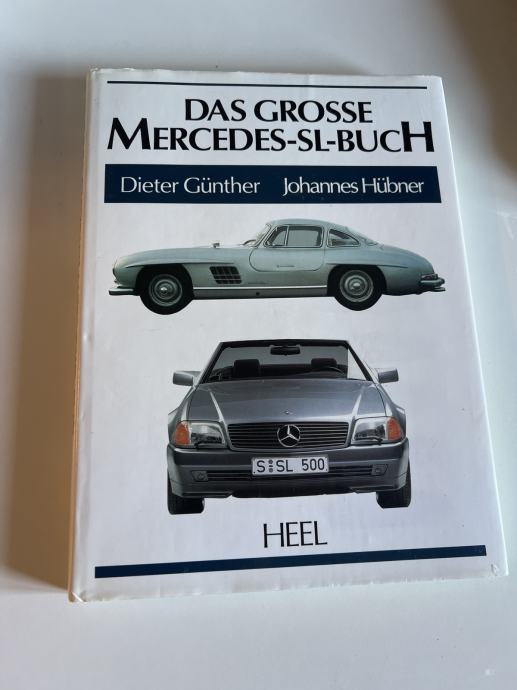 DAS GROSSE
MERCEDES-SL-BUCH
Dieter Günther Johannes Hübner
S:SL 500
HEEL